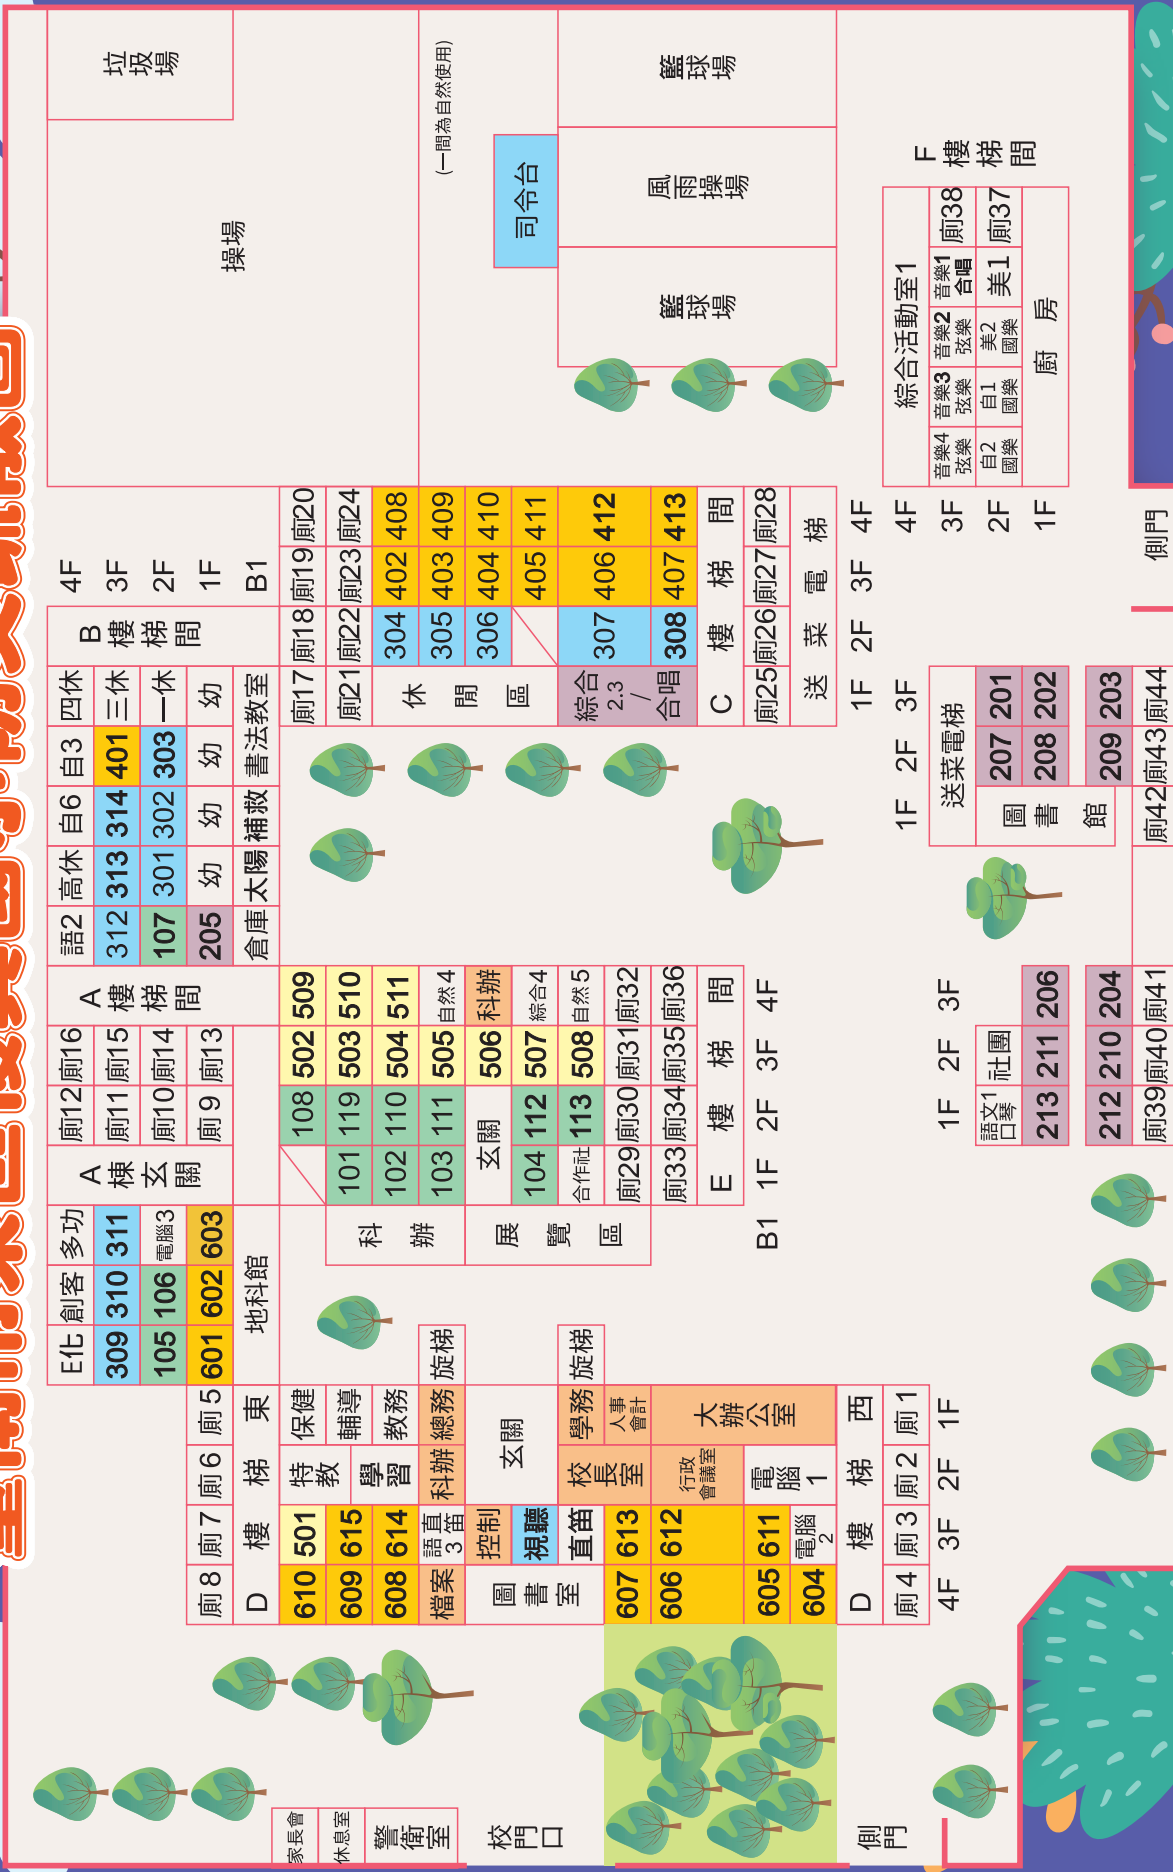 垃圾場
操場
(一間為自然使用)
司令台
籃球場
風雨操場
籃球場
E化 創客 多功 A棟玄關 廁12 廁16 A樓梯間 語2 高休 自6 自3 四休 B樓梯間 4F
309 310 311 廁11 廁15 312 313 314 401 三休 3F
105 106 電腦3 廁10 廁14 107 301 302 303 一休 2F
601 602 603 廁9 廁13 205 幼 幼 幼 幼 1F
地科館 倉庫 太陽 補救 書法教室 B1
廁8 廁7 廁6 廁5
D 樓 梯 東
610 501 特教 保健
609 615 輔導
608 614 學習 教務
檔案 語3 直笛 科辦 總務 旋梯
圖書室 控制 玄關
視聽
直笛 校長室 學務 旋梯
607 613 人事會計
606 612 行政會議室 大辦公室
605 611 電腦1
604 電腦2
D 樓 梯 西
廁4 廁3 廁2 廁1
4F 3F 2F 1F
108 502 509
101 119 503 510
102 110 504 511
103 111 505 自然4
科辦
玄關 506 科辦
展覽區
104 112 507 綜合4
合作社 113 508 自然5
廁29 廁30 廁31 廁32
廁33 廁34 廁35 廁36
E 樓 梯 間
B1 1F 2F 3F 4F
廁17 廁18 廁19 廁20
廁21 廁22 廁23 廁24
休閒區 304 402 408
305 403 409
306 404 410
405 411
綜合2.3/合唱 307 406 412
308 407 413
C 樓 梯 間
廁25 廁26 廁27 廁28
送 菜 電 梯
1F 2F 3F 4F
綜合活動室1 4F
音樂4弦樂 音樂3弦樂 音樂2弦樂 音樂1合唱 廁38 3F
自2國樂 自1國樂 美2國樂 美1 廁37 2F
廚房 1F
F樓梯間
1F 2F 3F
送菜電梯
圖書館 207 201
208 202
209 203
廁42 廁43 廁44
1F 2F 3F
語文1口琴 社團
213 211 206
212 210 204
廁39 廁40 廁41
側門
家長會
休息室
警衛室
校門口
側門